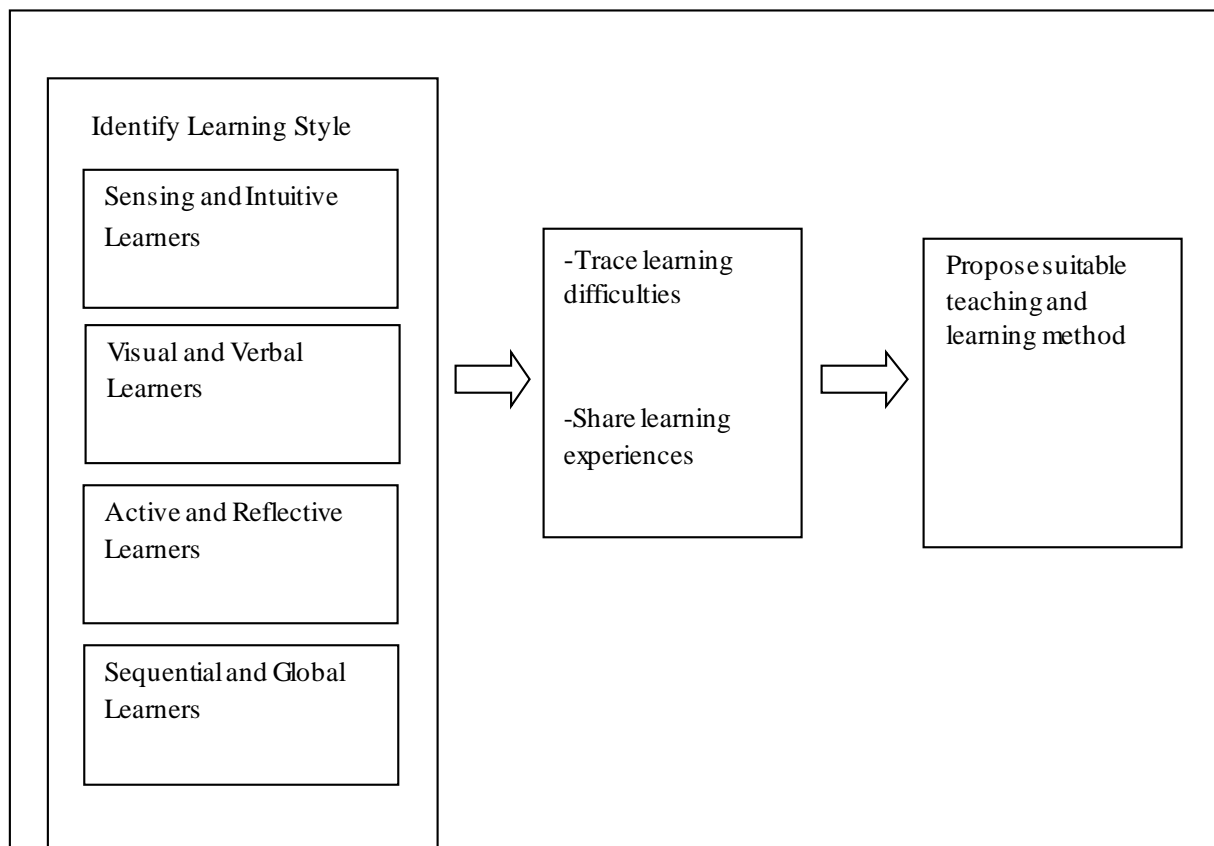 Identify Learning Style
Sensing and Intuitive
Learners
Visual and Verbal
Learners
Active and Reflective
Learners
Sequential and Global
Learners
-Trace learning
difficulties
-Share learning
experiences
Propose suitable
teaching and
learning method